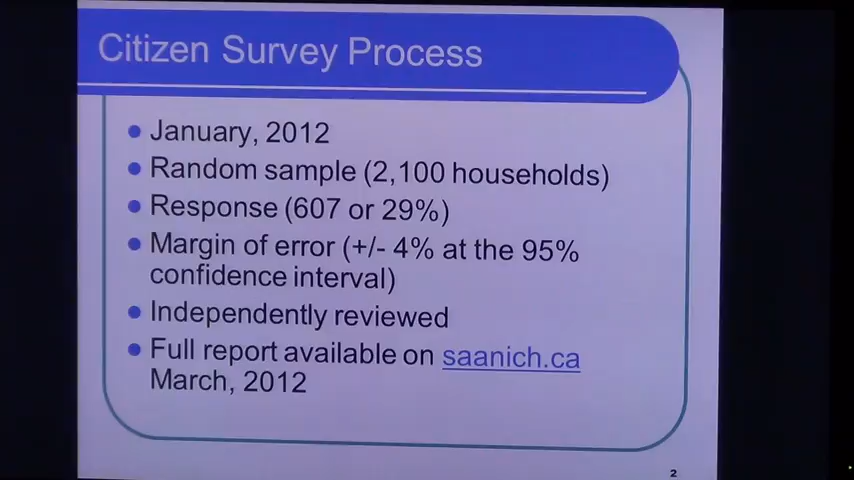 Citizen Survey Process
January, 2012
Random sample (2,100 households)
Response (607 or 29%)
Margin of error (+/- 4% at the 95%
confidence interval)
Independently reviewed
Full report available on saanich.ca
March, 2012
2